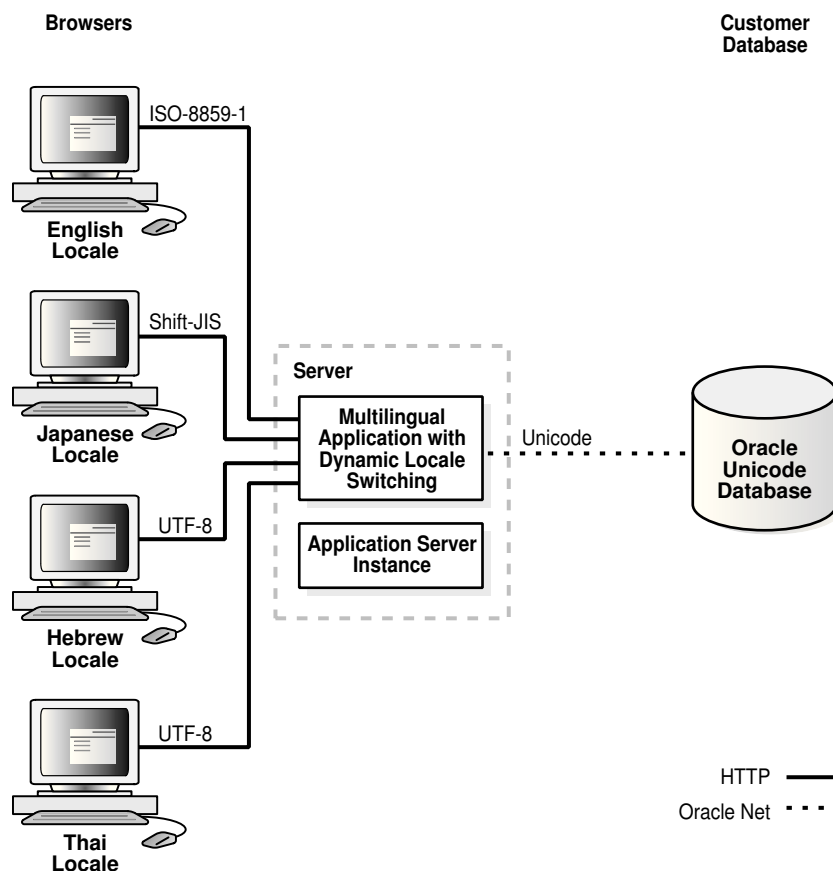 Browsers
Customer
Database
ISO-8859-1
English
Locale
Shift-JIS
Japanese
Locale
Server
Multilingual
Application with
Dynamic Locale
Switching
Unicode
Oracle
Unicode
Database
UTF-8
Application Server
Instance
Hebrew
Locale
UTF-8
Thai
Locale
HTTP
Oracle Net